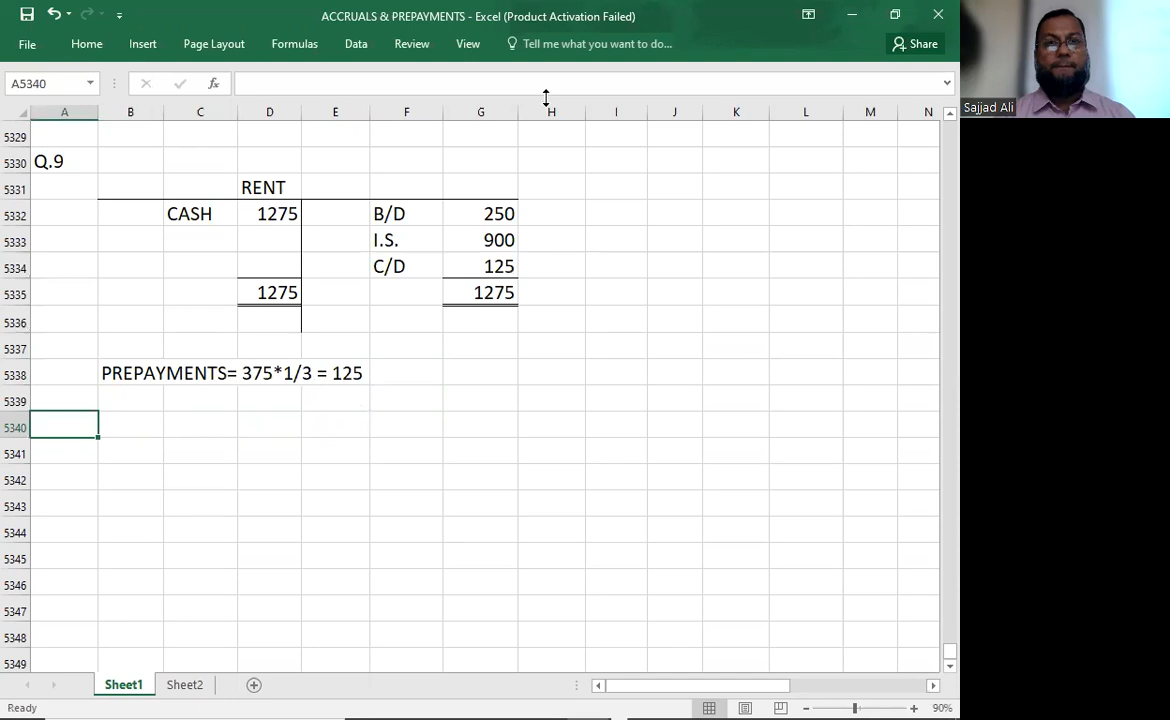 ACCRUALS & PREPAYMENTS - Excel (Product Activation Failed)
File Home Insert Page Layout Formulas Data Review View Tell me what you want to do... Share
A5340 fx
A B C D E F G H I J K L M N
Sajjad Ali
5329
5330 Q.9
5331 RENT
5332 CASH 1275 B/D 250
5333 I.S. 900
5334 C/D 125
5335 1275 1275
5336
5337
5338 PREPAYMENTS= 375*1/3 = 125
5339
5340
5341
5342
5343
5344
5345
5346
5347
5348
5349
Sheet1 Sheet2
Ready 90%